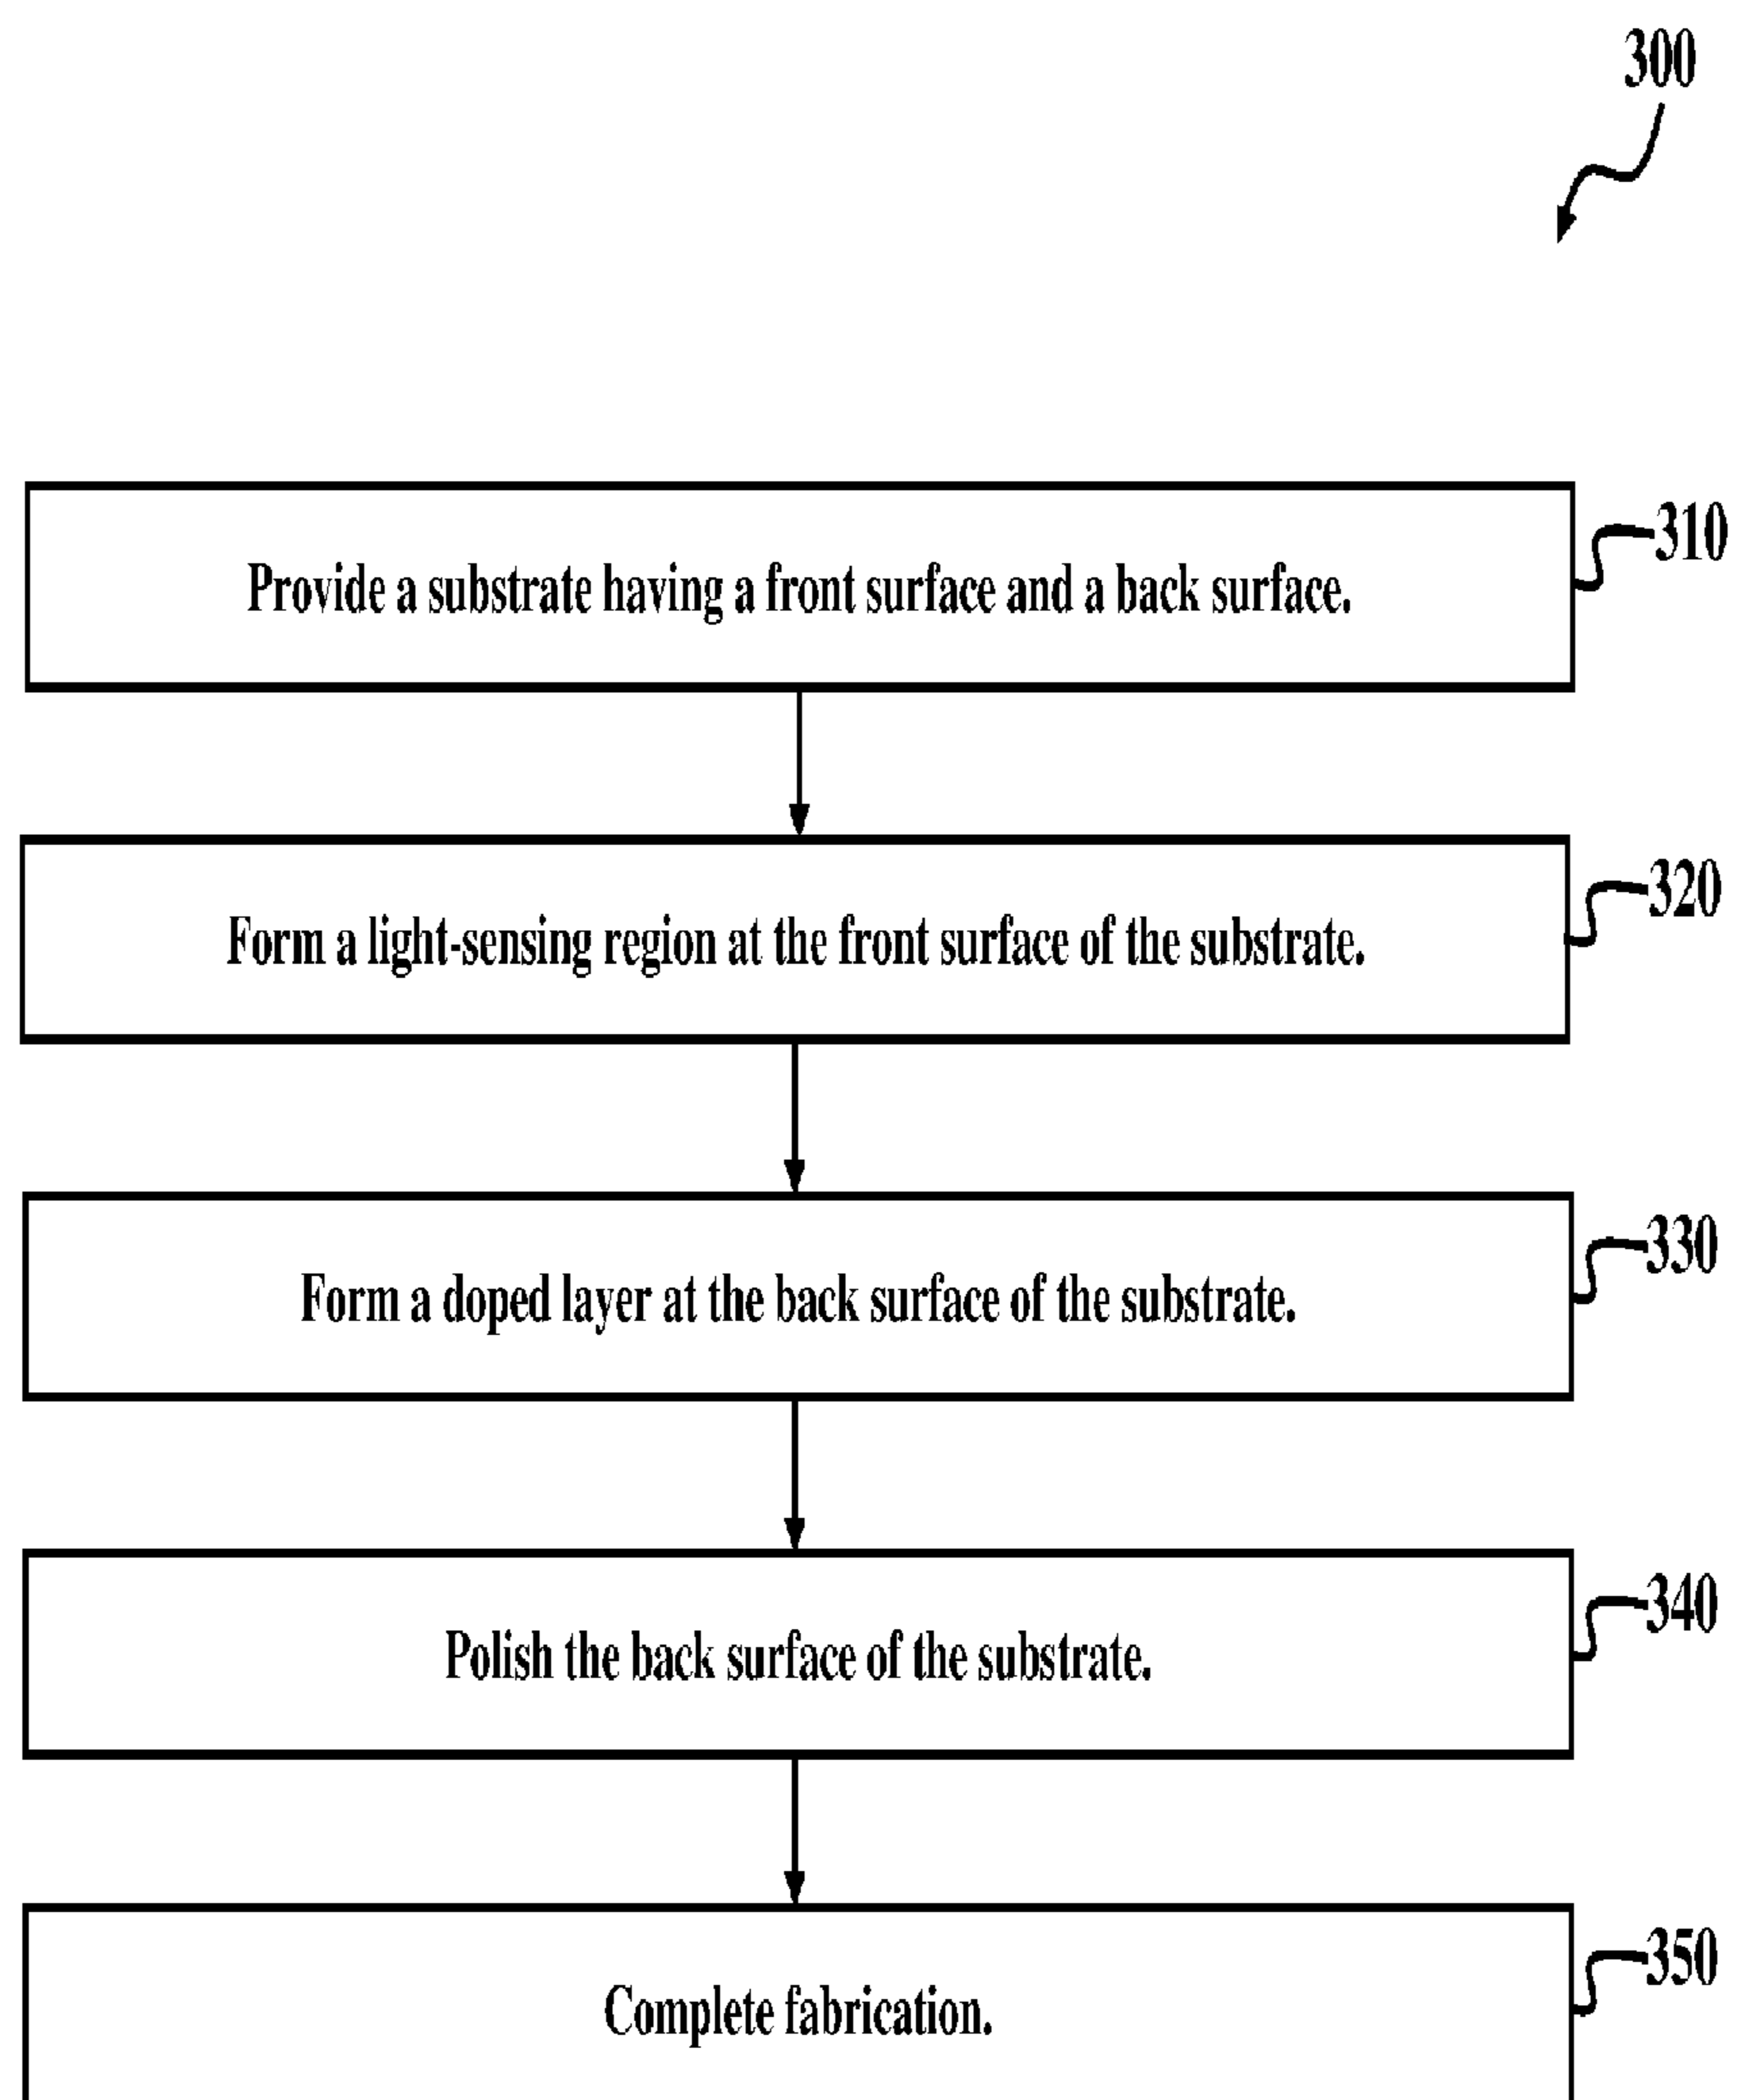 300
Provide a substrate having a front surface and a back surface.
310
Form a light-sensing region at the front surface of the substrate.
320
Form a doped layer at the back surface of the substrate.
330
Polish the back surface of the substrate.
340
Complete fabrication.
350